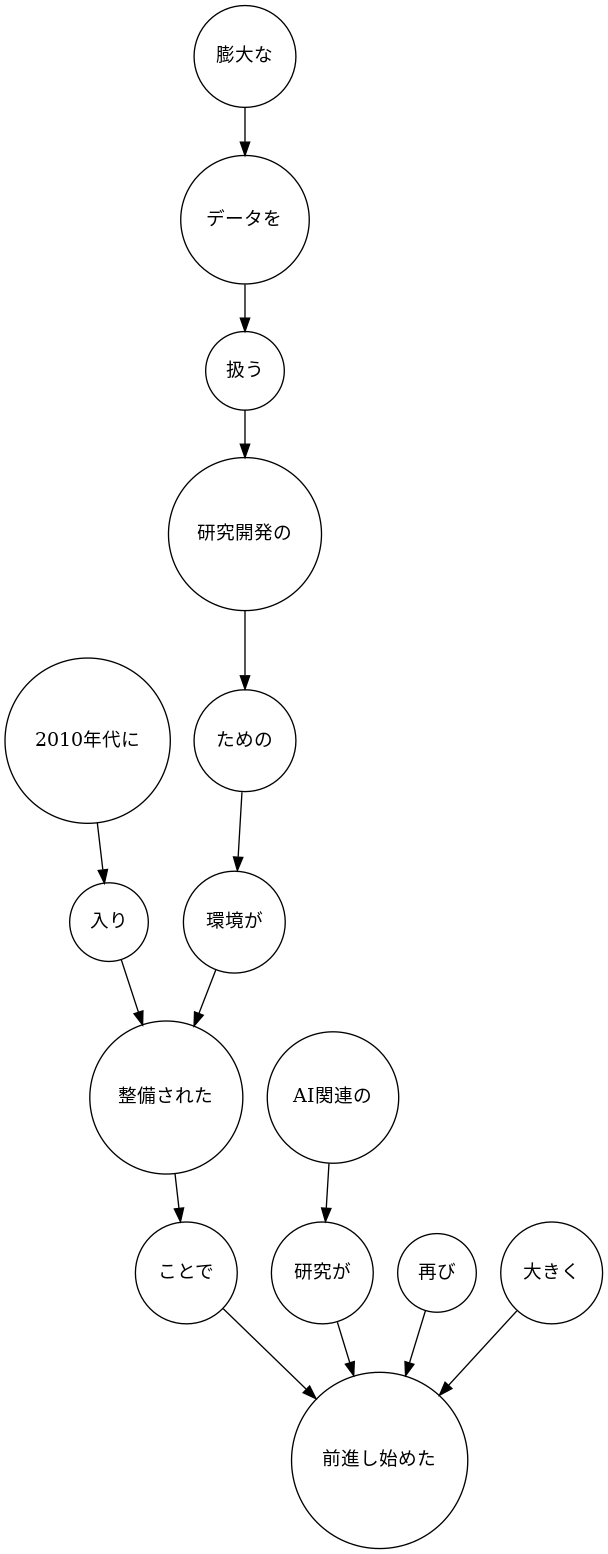 膨大な
データを
扱う
研究開発の
2010年代に
ための
入り
環境が
整備された
AI関連の
ことで
研究が
再び
大きく
前進し始めた